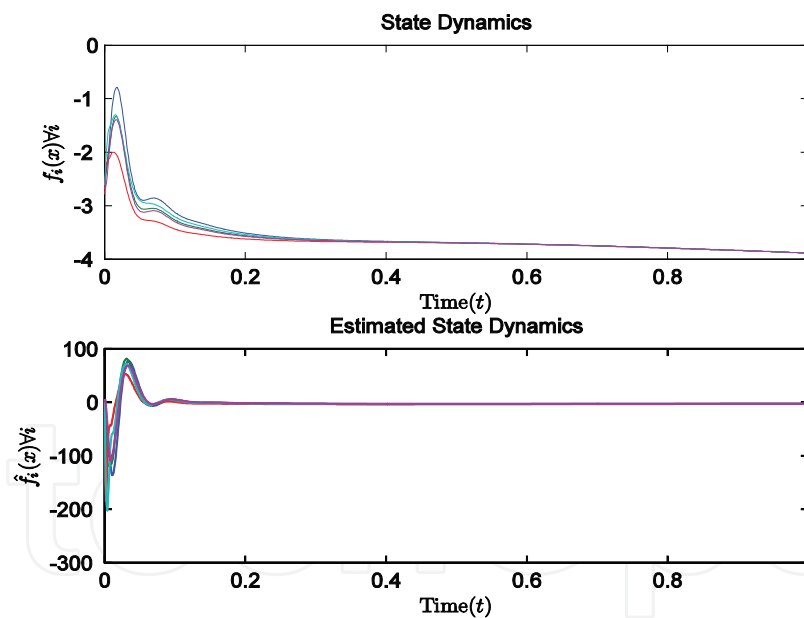 State Dynamics
0
-1
-2
-3
-4
f_i(x)∀i
0 0.2 0.4 0.6 0.8
Time(t)
Estimated State Dynamics
100
0
-100
-200
-300
f̂_i(x)∀i
0 0.2 0.4 0.6 0.8
Time(t)